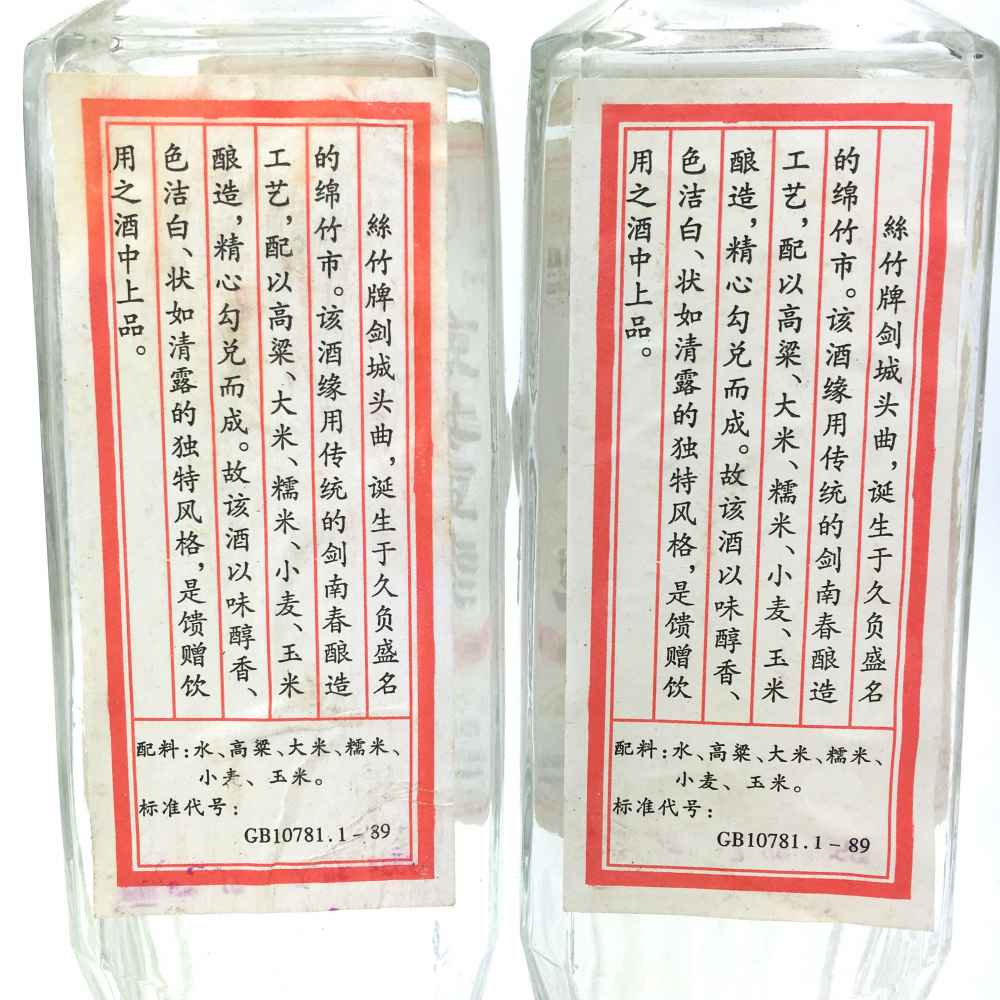 絲竹牌剑城头曲，诞生于久负盛名
的绵竹市。该酒缘用传统的剑南春酿造
工艺，配以高粱、大米、糯米、小麦、玉米
酿造，精心勾兑而成。故该酒以味醇香、
色洁白、状如清露的独特风格，是馈赠饮
用之酒中上品。
配料：水、高粱、大米、糯米、
小麦、玉米。
标准代号：
GB10781.1－89
絲竹牌剑城头曲，诞生于久负盛名
的绵竹市。该酒缘用传统的剑南春酿造
工艺，配以高粱、大米、糯米、小麦、玉米
酿造，精心勾兑而成。故该酒以味醇香、
色洁白、状如清露的独特风格，是馈赠饮
用之酒中上品。
配料：水、高粱、大米、糯米、
小麦、玉米。
标准代号：
GB10781.1－89